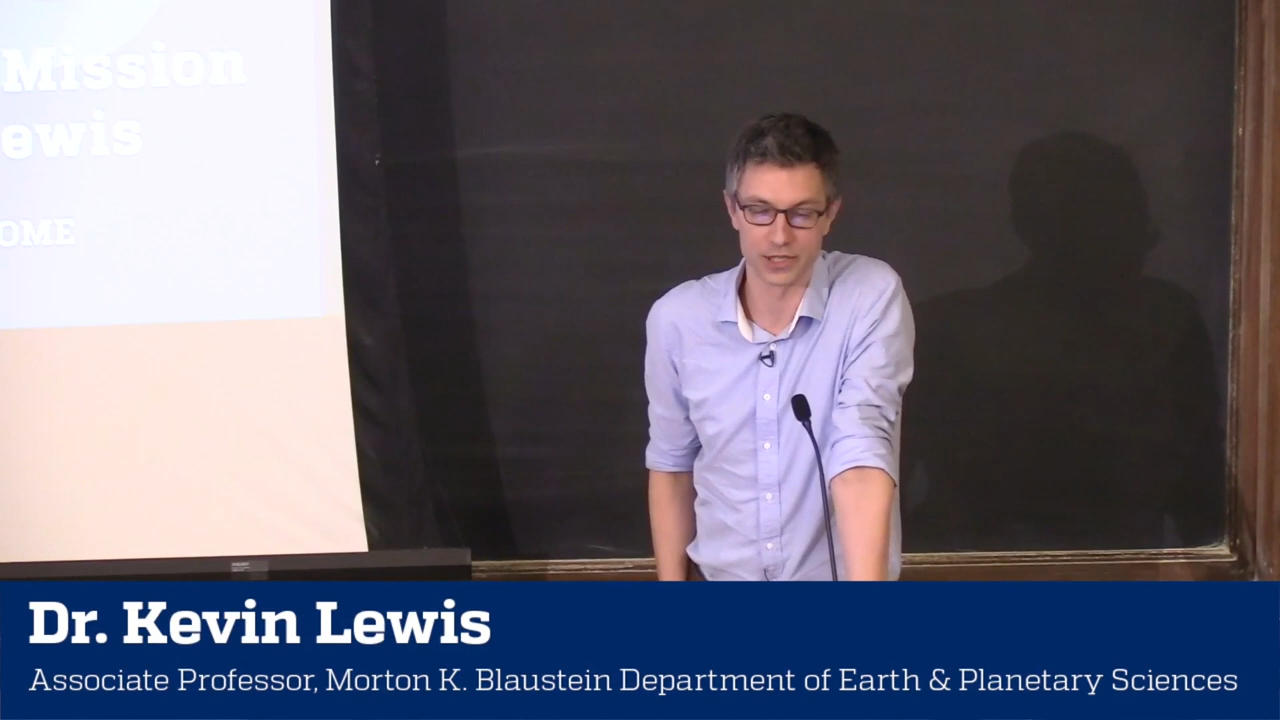 Mission
ewis
OME
Dr. Kevin Lewis
Associate Professor, Morton K. Blaustein Department of Earth & Planetary Sciences